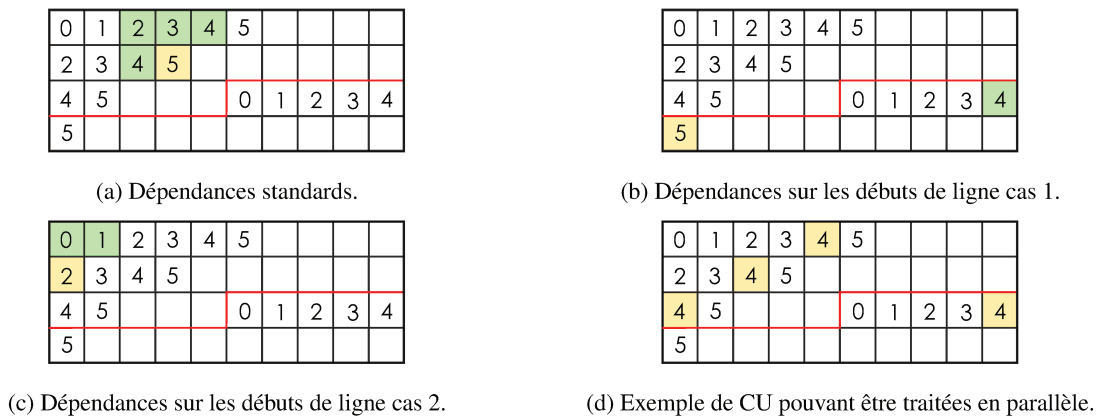 0 1 2 3 4 5
2 3 4 5
4 5 0 1 2 3 4
5
(a) Dépendances standards.
0 1 2 3 4 5
2 3 4 5
4 5 0 1 2 3 4
5
(b) Dépendances sur les débuts de ligne cas 1.
0 1 2 3 4 5
2 3 4 5
4 5 0 1 2 3 4
5
(c) Dépendances sur les débuts de ligne cas 2.
0 1 2 3 4 5
2 3 4 5
4 5 0 1 2 3 4
5
(d) Exemple de CU pouvant être traitées en parallèle.